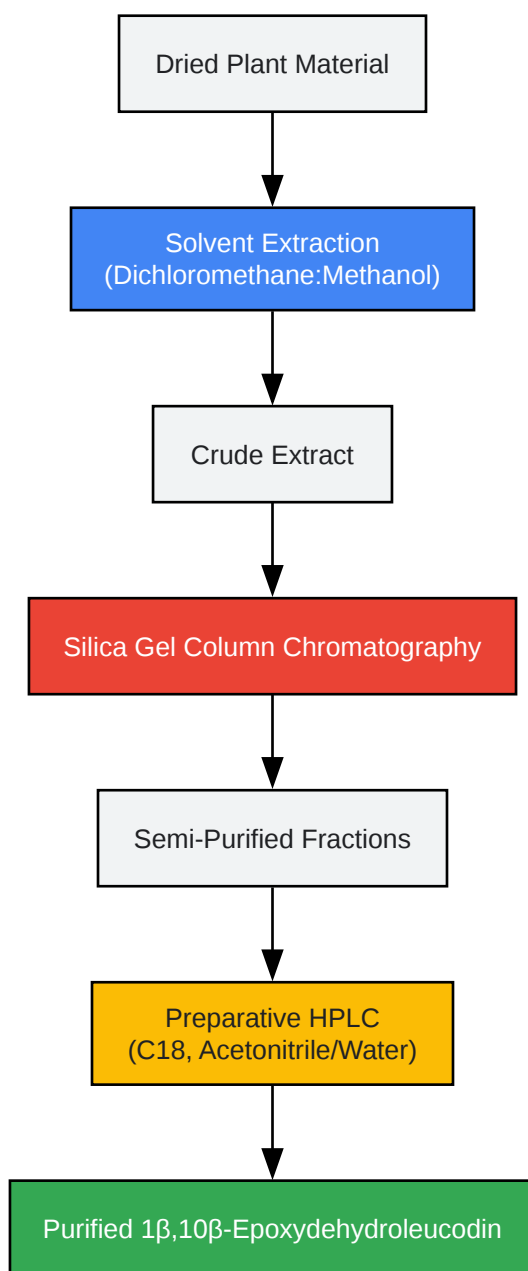 Dried Plant Material
Solvent Extraction
(Dichloromethane:Methanol)
Crude Extract
Silica Gel Column Chromatography
Semi-Purified Fractions
Preparative HPLC
(C18, Acetonitrile/Water)
Purified 1β,10β-Epoxydehydroleucodin